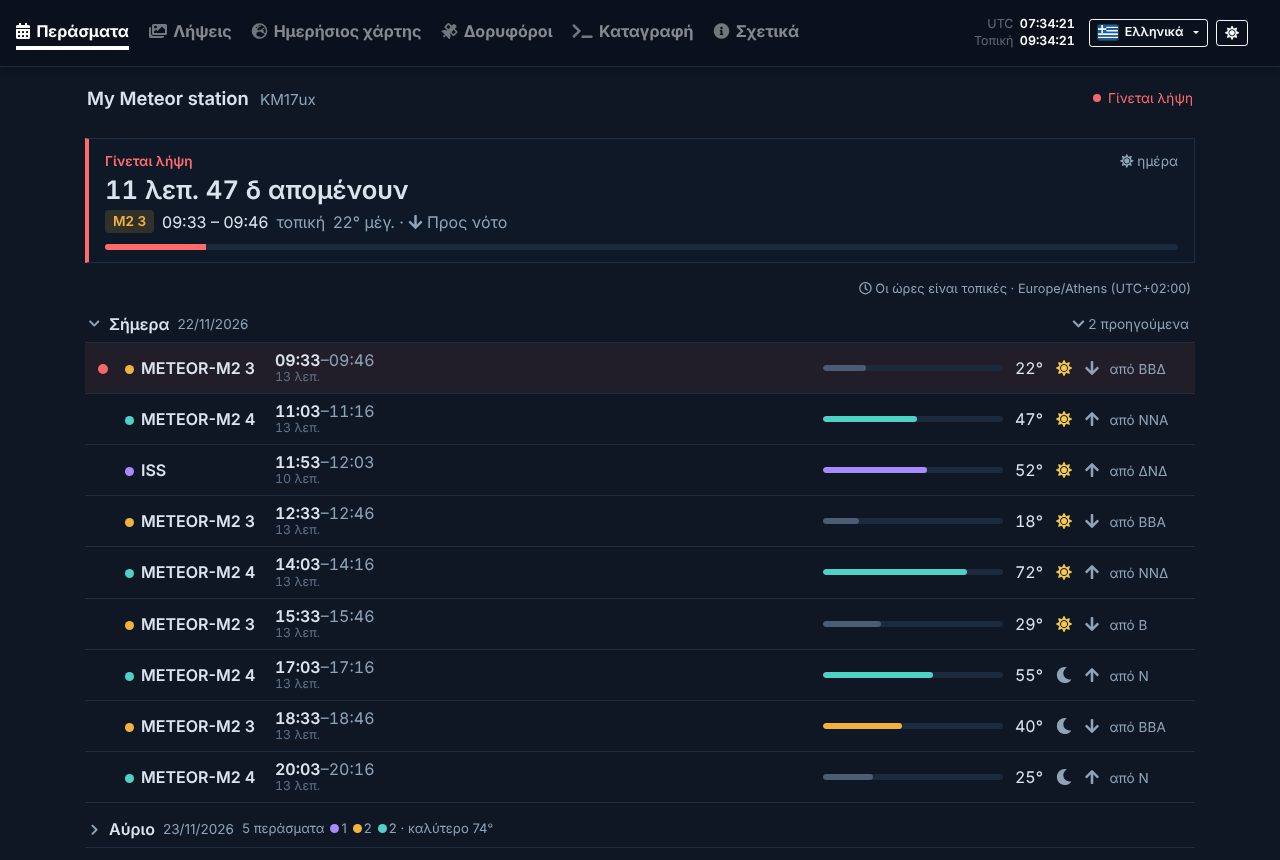 Περάσματα Λήψεις Ημερήσιος χάρτης Δορυφόροι Καταγραφή Σχετικά
UTC 07:34:21
Τοπική 09:34:21
Ελληνικά
My Meteor station KM17ux
Γίνεται λήψη
Γίνεται λήψη
ημέρα
11 λεπ. 47 δ απομένουν
M2 3 09:33 – 09:46 τοπική 22° μέγ. · Προς νότο
Οι ώρες είναι τοπικές · Europe/Athens (UTC+02:00)
Σήμερα 22/11/2026
2 προηγούμενα
METEOR-M2 3 09:33–09:46 22° από ΒΒΔ
13 λεπ.
METEOR-M2 4 11:03–11:16 47° από ΝΝΑ
13 λεπ.
ISS 11:53–12:03 52° από ΔΝΔ
10 λεπ.
METEOR-M2 3 12:33–12:46 18° από ΒΒΑ
13 λεπ.
METEOR-M2 4 14:03–14:16 72° από ΝΝΔ
13 λεπ.
METEOR-M2 3 15:33–15:46 29° από Β
13 λεπ.
METEOR-M2 4 17:03–17:16 55° από Ν
13 λεπ.
METEOR-M2 3 18:33–18:46 40° από ΒΒΑ
13 λεπ.
METEOR-M2 4 20:03–20:16 25° από Ν
13 λεπ.
Αύριο 23/11/2026 5 περάσματα 1 2 2 · καλύτερο 74°